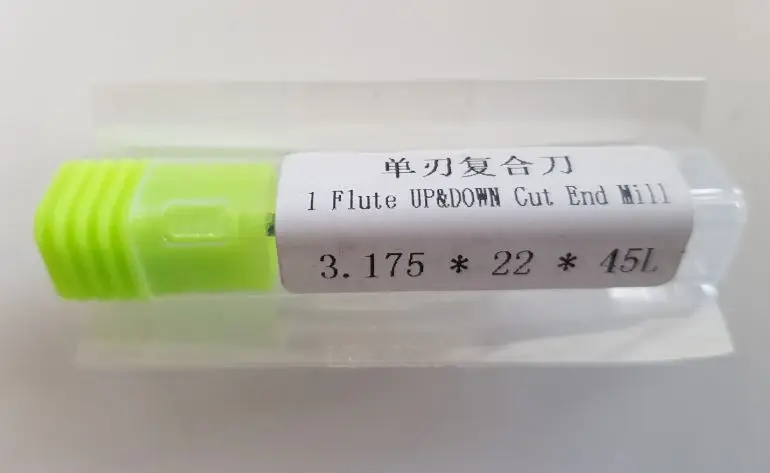 单刃复合刀
1 Flute UP&DOWN Cut End Mill
3.175 * 22 * 45L